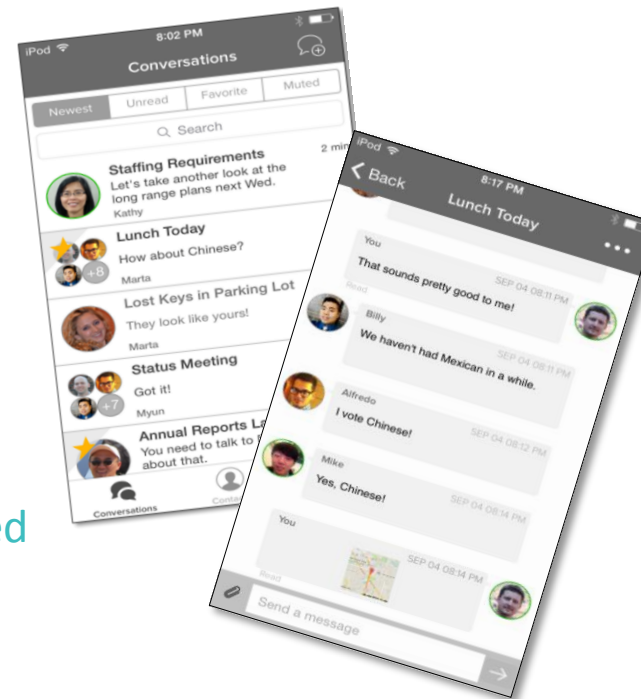 iPod
8:02 PM
Conversations
Newest
Unread
Favorite
Muted
Search
Staffing Requirements
2 min
Let's take another look at the
long range plans next Wed.
Kathy
Lunch Today
How about Chinese?
+8
Marta
Lost Keys in Parking Lot
They look like yours!
Marta
Status Meeting
Got it!
+7
Myun
Annual Reports
You need to talk to
about that.
Conversations
ed
iPod
8:17 PM
Back
Lunch Today
You
SEP 04 08:11 PM
That sounds pretty good to me!
Read
Billy
SEP 04 08:11 PM
We haven't had Mexican in a while.
Alfredo
SEP 04 08:12 PM
I vote Chinese!
Mike
SEP 04 08:14 PM
Yes, Chinese!
You
SEP 04 08:14 PM
Read
Send a message